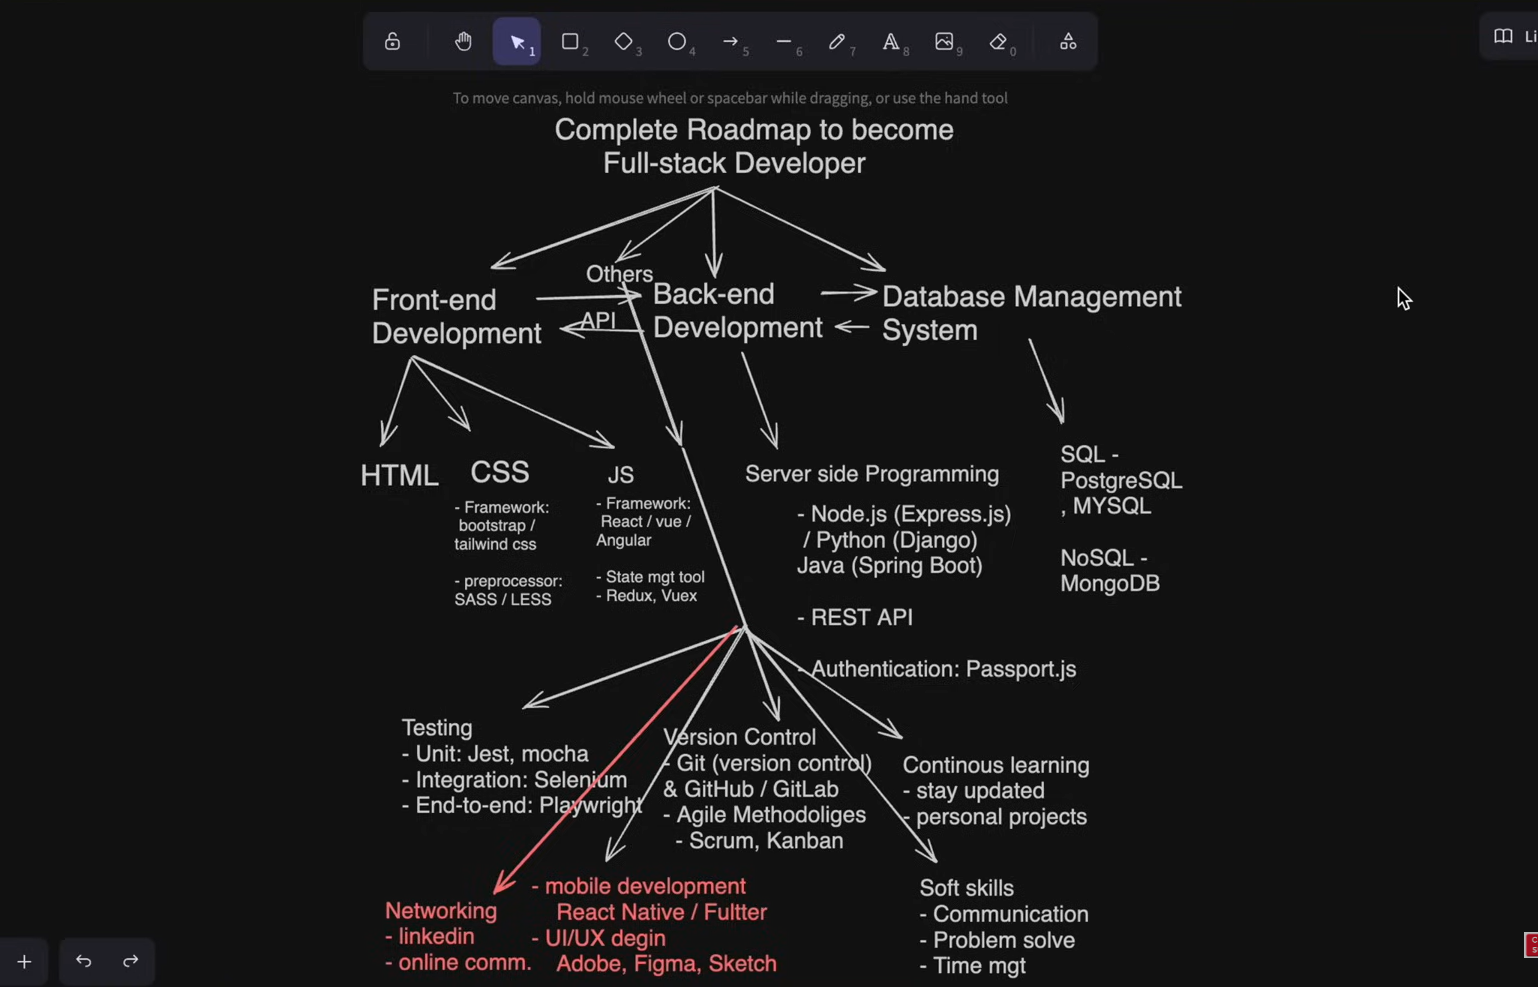 1
2
3
4
5
6
7
8
9
0
Li
To move canvas, hold mouse wheel or spacebar while dragging, or use the hand tool
Complete Roadmap to become
Full-stack Developer
Others
Front-end
Development
API
Back-end
Development
Database Management
System
HTML
CSS
- Framework:
bootstrap /
tailwind css
- preprocessor:
SASS / LESS
JS
- Framework:
React / vue /
Angular
- State mgt tool
- Redux, Vuex
Server side Programming
- Node.js (Express.js)
/ Python (Django)
Java (Spring Boot)
- REST API
- Authentication: Passport.js
SQL -
PostgreSQL
, MYSQL
NoSQL -
MongoDB
Testing
- Unit: Jest, mocha
- Integration: Selenium
- End-to-end: Playwright
Version Control
- Git (version control)
& GitHub / GitLab
- Agile Methodoliges
- Scrum, Kanban
Continous learning
- stay updated
- personal projects
Networking
- linkedin
- online comm.
- mobile development
React Native / Fultter
- UI/UX degin
Adobe, Figma, Sketch
Soft skills
- Communication
- Problem solve
- Time mgt